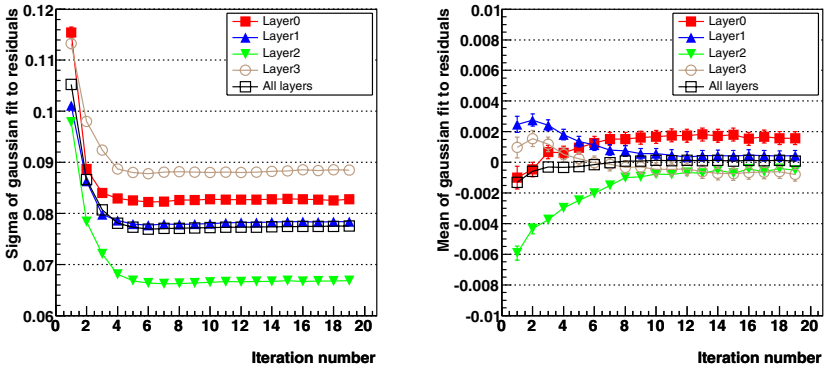 Sigma of gaussian fit to residuals
0.12
0.11
0.1
0.09
0.08
0.07
0.06
0 2 4 6 8 10 12 14 16 18 20
Iteration number
Layer0
Layer1
Layer2
Layer3
All layers
Mean of gaussian fit to residuals
0.01
0.008
0.006
0.004
0.002
0
-0.002
-0.004
-0.006
-0.008
-0.01
0 2 4 6 8 10 12 14 16 18 20
Iteration number
Layer0
Layer1
Layer2
Layer3
All layers